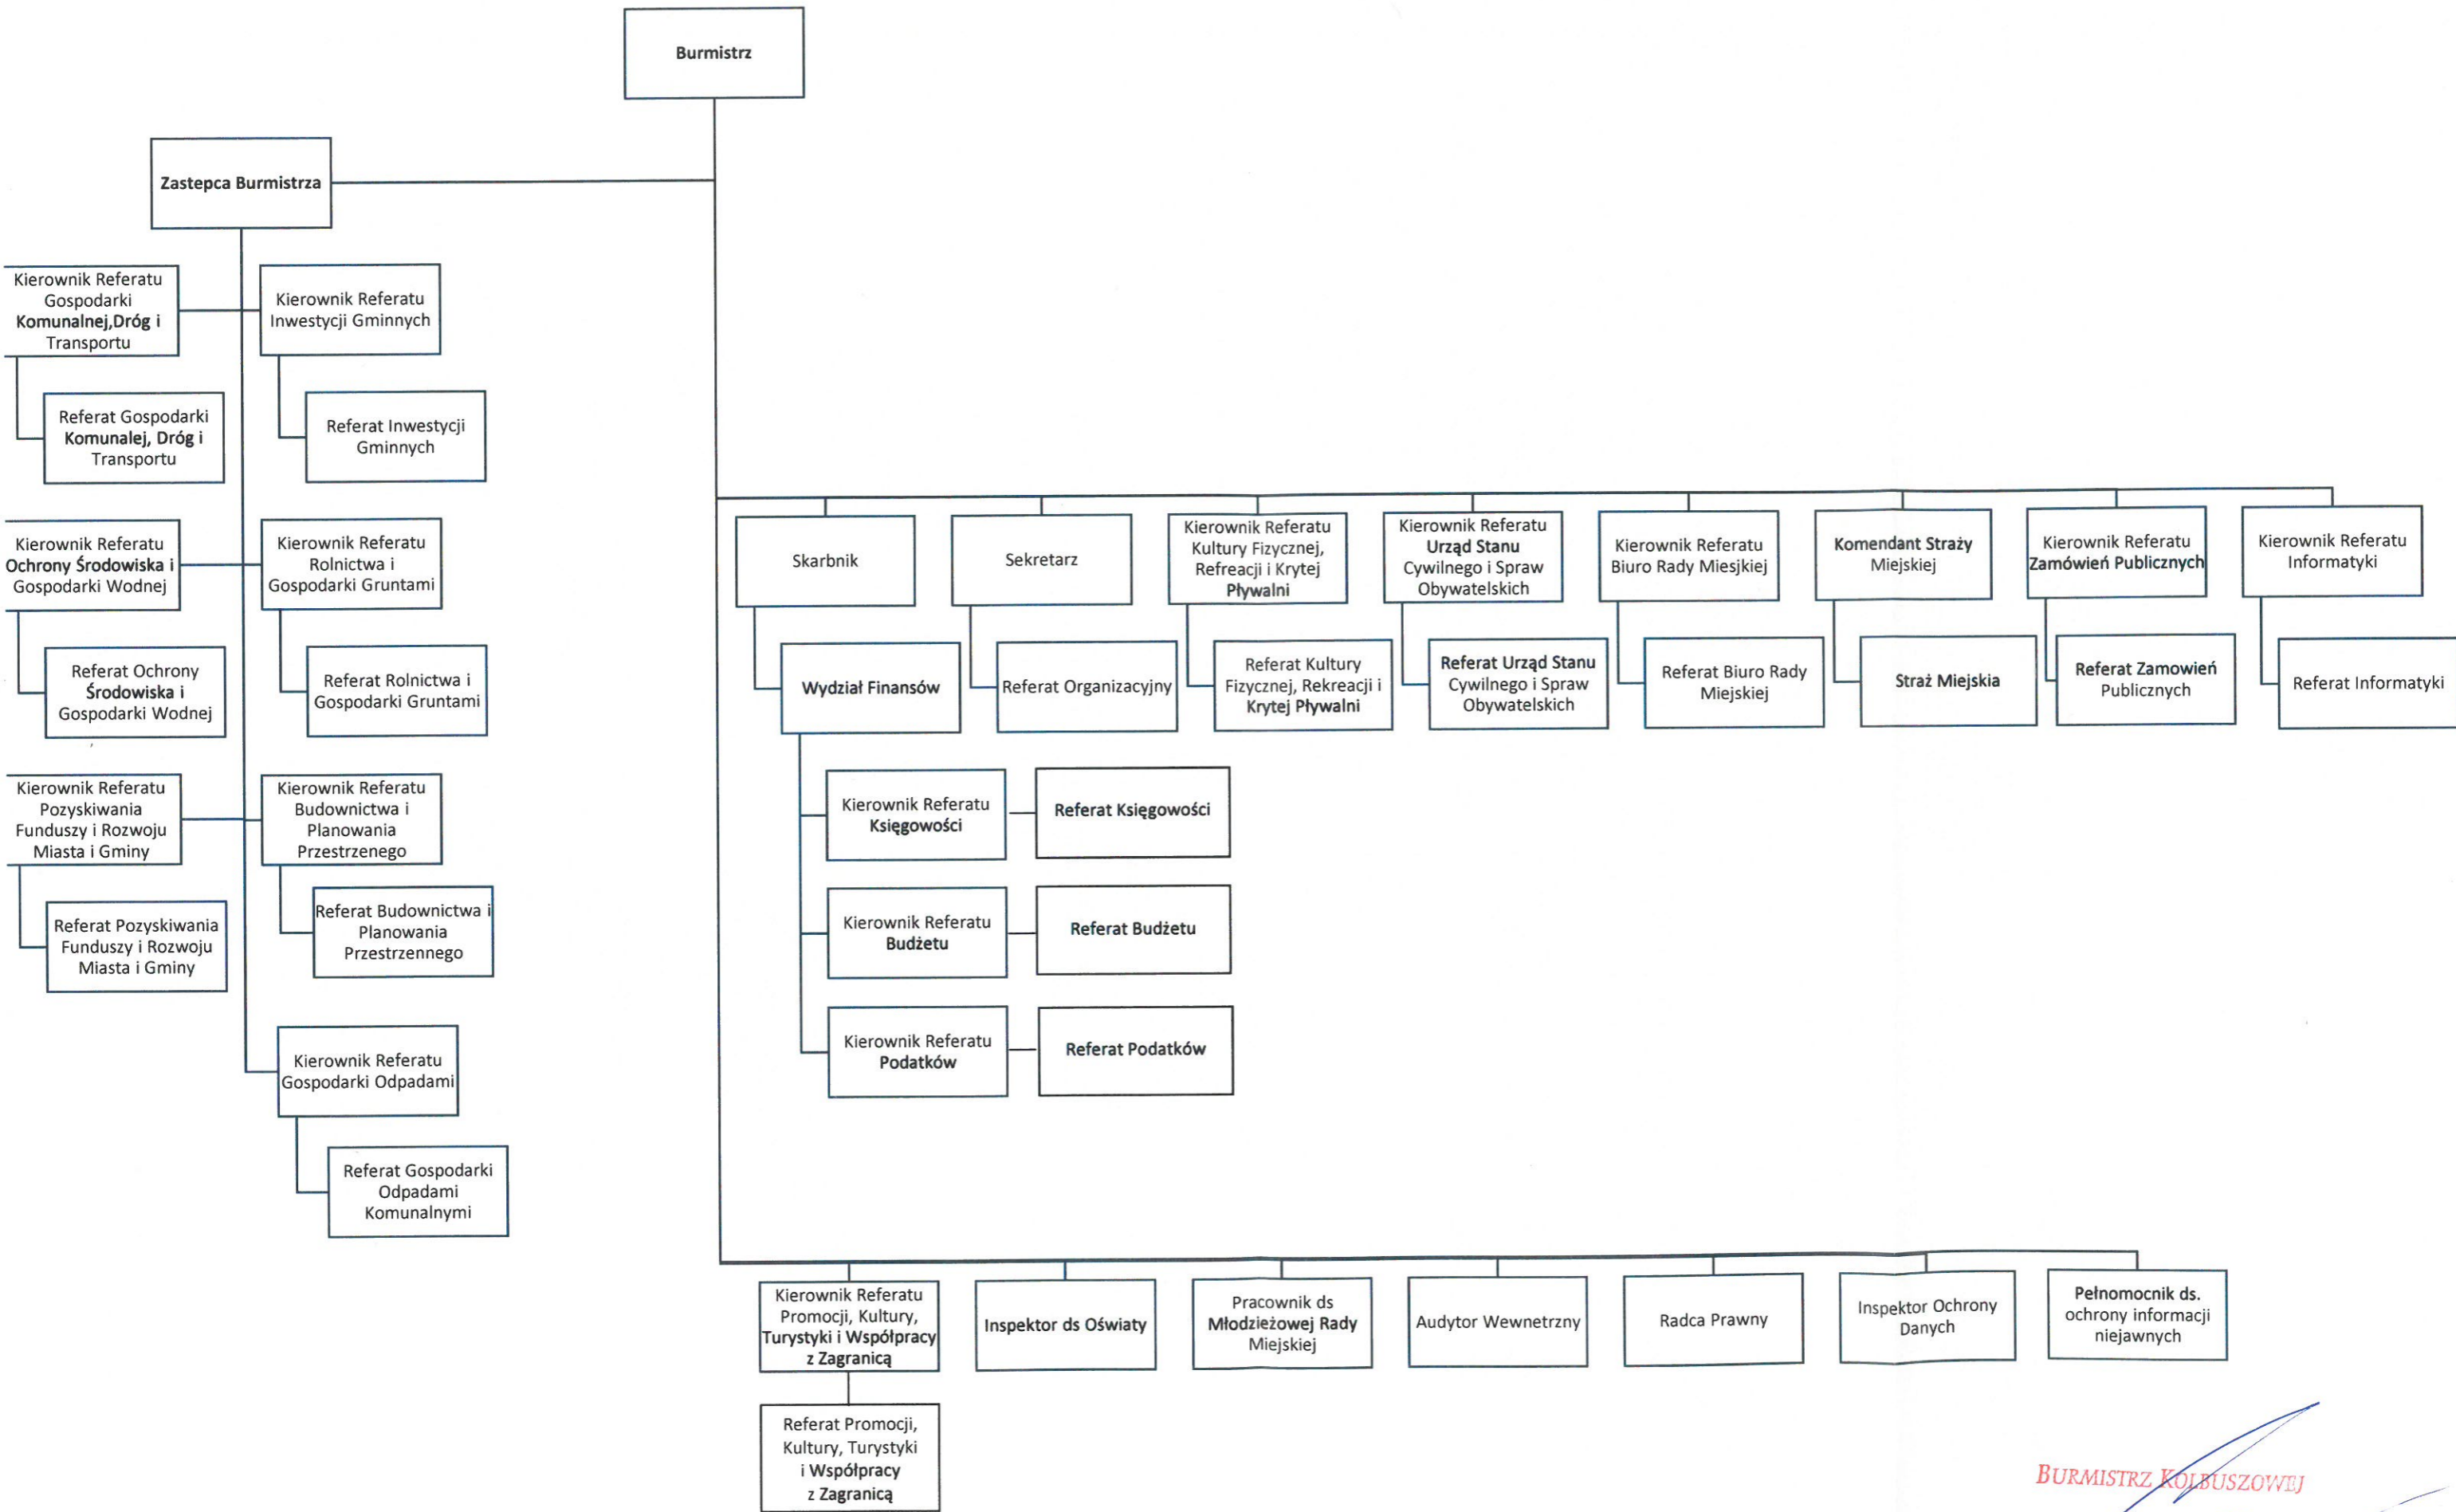 Burmistrz
Zastepca Burmistrza
Kierownik Referatu
Gospodarki
Komunalnej,Dróg i
Transportu
Kierownik Referatu
Inwestycji Gminnych
Referat Gospodarki
Komunalej, Dróg i
Transportu
Referat Inwestycji
Gminnych
Kierownik Referatu
Ochrony Środowiska i
Gospodarki Wodnej
Kierownik Referatu
Rolnictwa i
Gospodarki Gruntami
Referat Ochrony
Środowiska i
Gospodarki Wodnej
Referat Rolnictwa i
Gospodarki Gruntami
Kierownik Referatu
Pozyskiwania
Funduszy i Rozwoju
Miasta i Gminy
Kierownik Referatu
Budownictwa i
Planowania
Przestrzenego
Referat Pozyskiwania
Funduszy i Rozwoju
Miasta i Gminy
Referat Budownictwa i
Planowania
Przestrzennego
Kierownik Referatu
Gospodarki Odpadami
Referat Gospodarki
Odpadami
Komunalnymi
Skarbnik
Sekretarz
Kierownik Referatu
Kultury Fizycznej,
Refreacji i Krytej
Pływalni
Kierownik Referatu
Urząd Stanu
Cywilnego i Spraw
Obywatelskich
Kierownik Referatu
Biuro Rady Miesjkiej
Komendant Straży
Miejskiej
Kierownik Referatu
Zamówień Publicznych
Kierownik Referatu
Informatyki
Wydział Finansów
Referat Organizacyjny
Referat Kultury
Fizycznej, Rekreacji i
Krytej Pływalni
Referat Urząd Stanu
Cywilnego i Spraw
Obywatelskich
Referat Biuro Rady
Miejskiej
Straż Miejskia
Referat Zamowień
Publicznych
Referat Informatyki
Kierownik Referatu
Księgowości
Referat Księgowości
Kierownik Referatu
Budżetu
Referat Budżetu
Kierownik Referatu
Podatków
Referat Podatków
Kierownik Referatu
Promocji, Kultury,
Turystyki i Współpracy
z Zagranicą
Inspektor ds Oświaty
Pracownik ds
Młodzieżowej Rady
Miejskiej
Audytor Wewnetrzny
Radca Prawny
Inspektor Ochrony
Danych
Pełnomocnik ds.
ochrony informacji
niejawnych
Referat Promocji,
Kultury, Turystyki
i Współpracy
z Zagranicą
BURMISTRZ KOLBUSZOWEJ